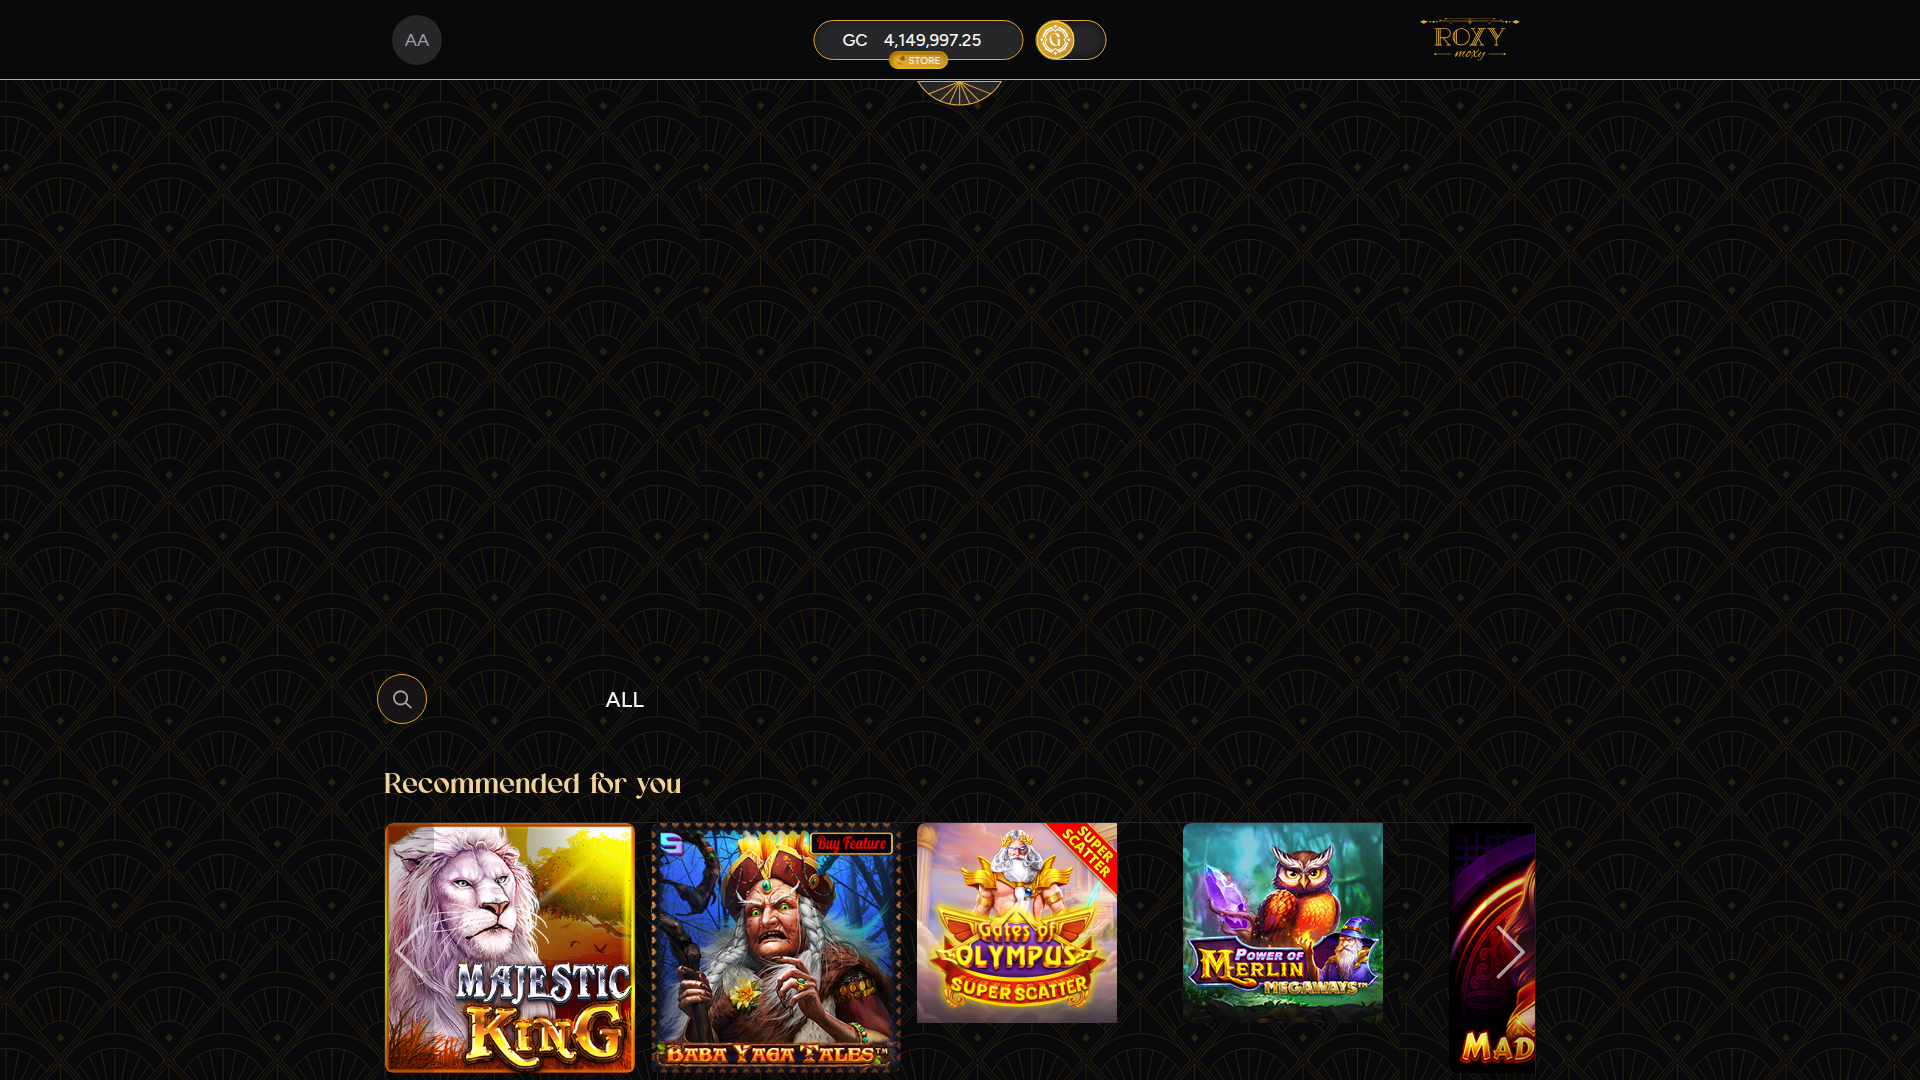 AA
GC 4,149,997.25
STORE
G
ROXY
moxy
ALL
Recommended for you
MAJESTIC
KING
5
Buy Feature
BABA YAGA TALES™
SUPER
SCATTER
Gates of
OLYMPUS
SUPER SCATTER
POWER OF
MERLIN
MEGAWAYS™
MAD